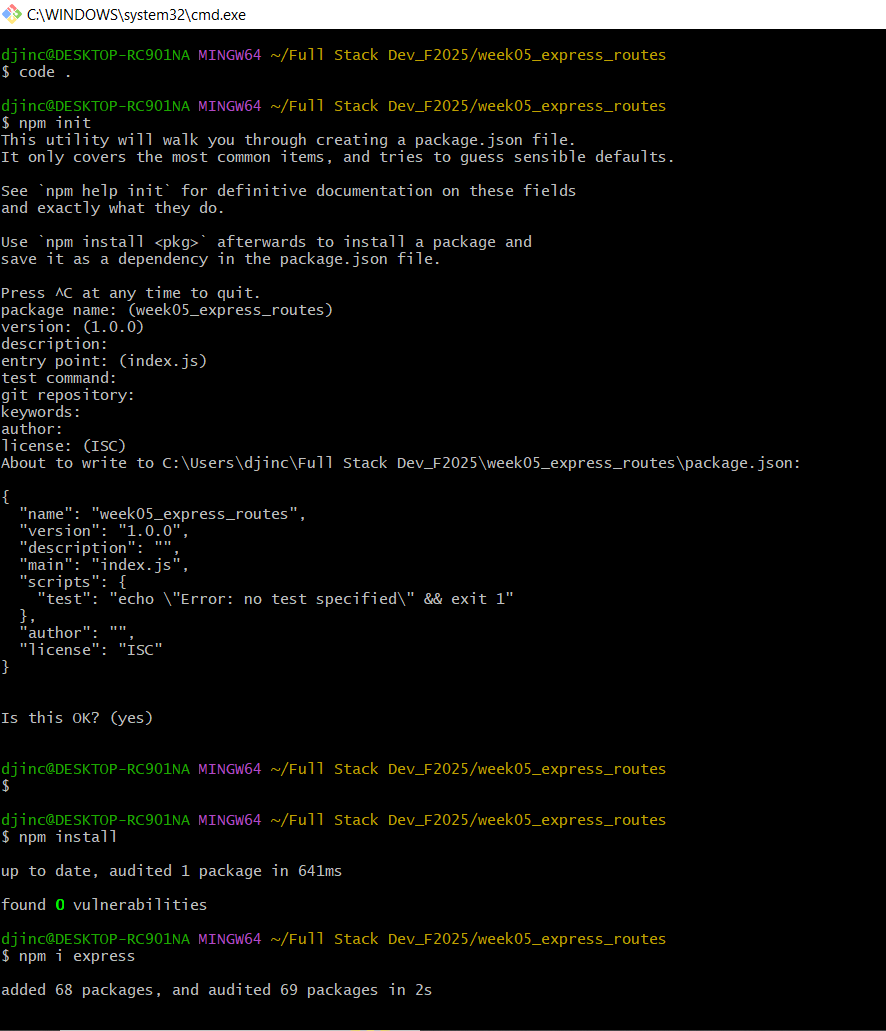 C:\WINDOWS\system32\cmd.exe
djinc@DESKTOP-RC901NA MINGW64 ~/Full Stack Dev_F2025/week05_express_routes
$ code .
djinc@DESKTOP-RC901NA MINGW64 ~/Full Stack Dev_F2025/week05_express_routes
$ npm init
This utility will walk you through creating a package.json file.
It only covers the most common items, and tries to guess sensible defaults.
See `npm help init` for definitive documentation on these fields
and exactly what they do.
Use `npm install <pkg>` afterwards to install a package and
save it as a dependency in the package.json file.
Press ^C at any time to quit.
package name: (week05_express_routes)
version: (1.0.0)
description:
entry point: (index.js)
test command:
git repository:
keywords:
author:
license: (ISC)
About to write to C:\Users\djinc\Full Stack Dev_F2025\week05_express_routes\package.json:
{
  "name": "week05_express_routes",
  "version": "1.0.0",
  "description": "",
  "main": "index.js",
  "scripts": {
    "test": "echo \"Error: no test specified\" && exit 1"
  },
  "author": "",
  "license": "ISC"
}
Is this OK? (yes)
djinc@DESKTOP-RC901NA MINGW64 ~/Full Stack Dev_F2025/week05_express_routes
$
djinc@DESKTOP-RC901NA MINGW64 ~/Full Stack Dev_F2025/week05_express_routes
$ npm install
up to date, audited 1 package in 641ms
found 0 vulnerabilities
djinc@DESKTOP-RC901NA MINGW64 ~/Full Stack Dev_F2025/week05_express_routes
$ npm i express
added 68 packages, and audited 69 packages in 2s